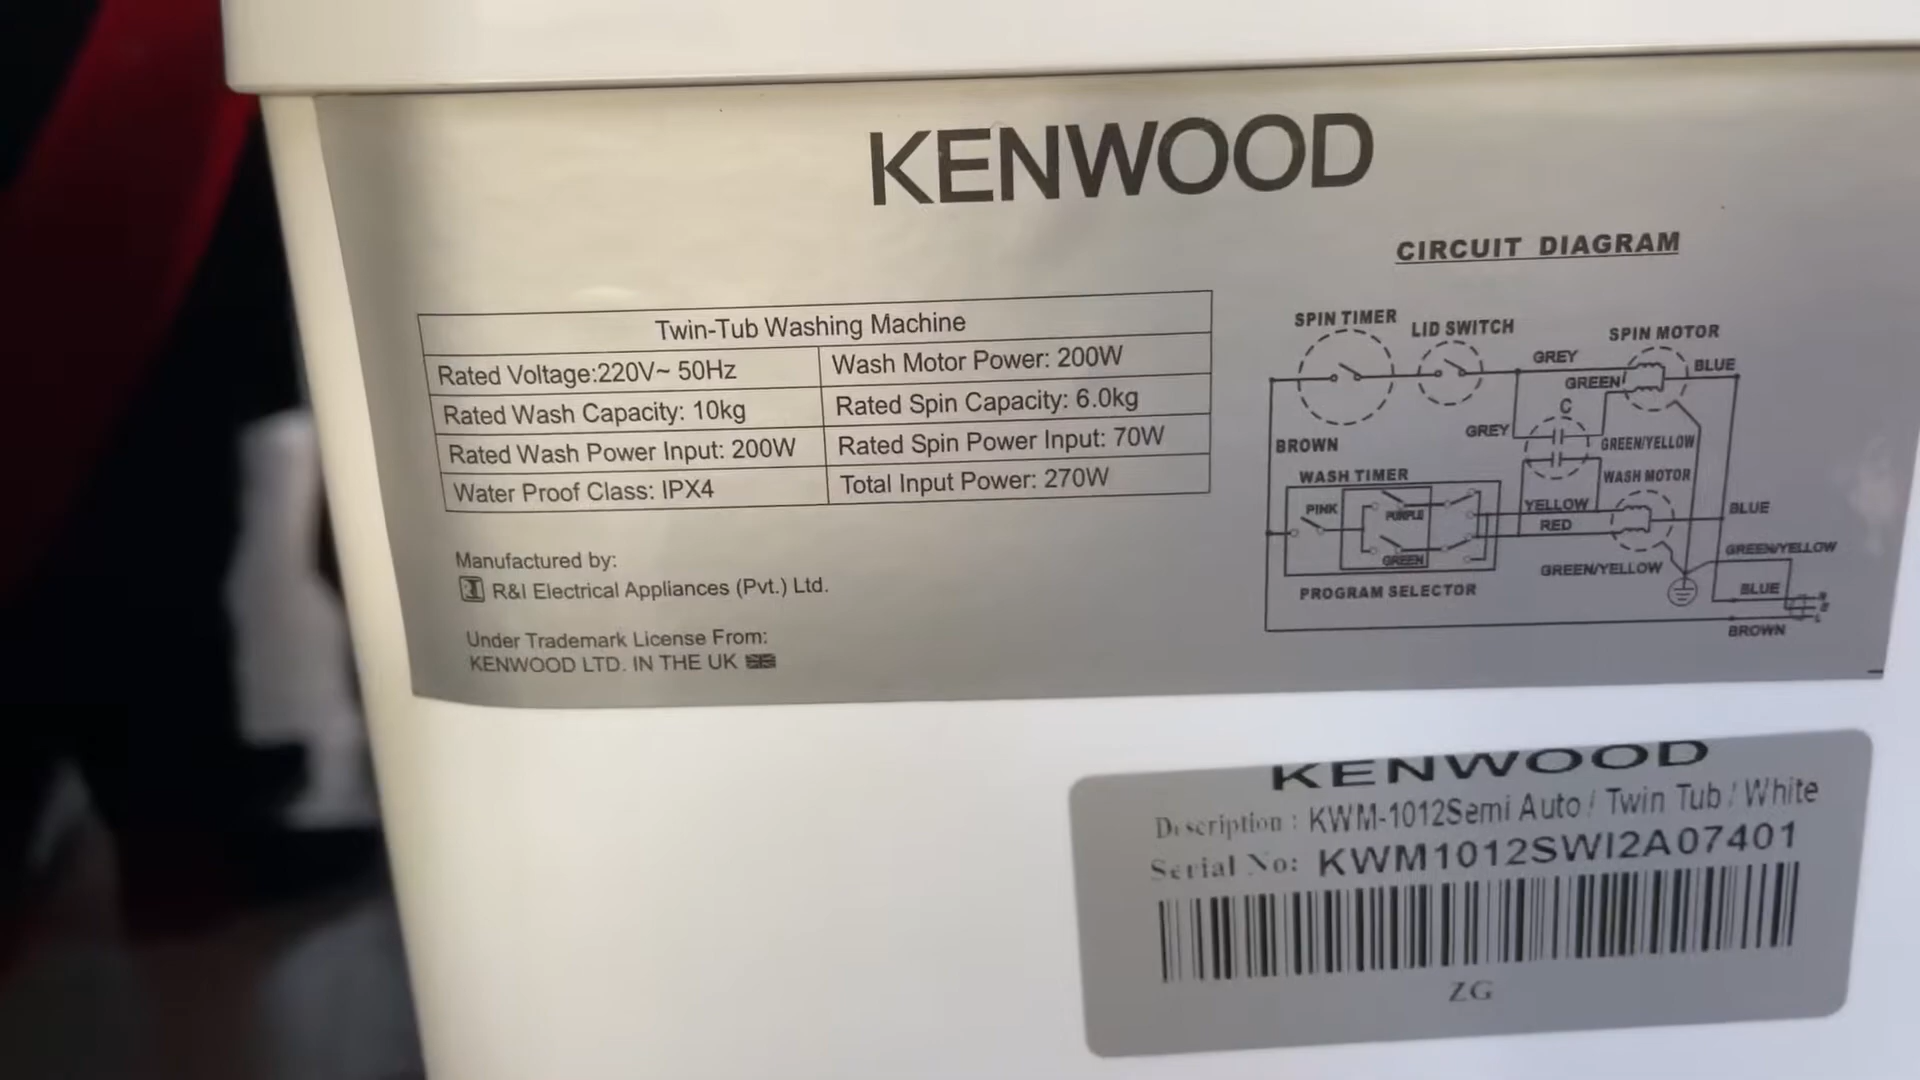 KENWOOD
CIRCUIT DIAGRAM
Twin-Tub Washing Machine
Rated Voltage:220V~ 50Hz
Wash Motor Power: 200W
Rated Wash Capacity: 10kg
Rated Spin Capacity: 6.0kg
Rated Wash Power Input: 200W
Rated Spin Power Input: 70W
Water Proof Class: IPX4
Total Input Power: 270W
Manufactured by:
R&I Electrical Appliances (Pvt.) Ltd.
Under Trademark License From:
KENWOOD LTD. IN THE UK
SPIN TIMER
LID SWITCH
SPIN MOTOR
GREY
BLUE
GREEN
C
GREY
GREEN/YELLOW
BROWN
WASH TIMER
WASH MOTOR
PINK
PURPLE
YELLOW
BLUE
RED
GREEN
GREEN/YELLOW
GREEN/YELLOW
PROGRAM SELECTOR
BLUE
BROWN
KENWOOD
Description : KWM-1012Semi Auto / Twin Tub / White
Serial No: KWM1012SWI2A07401
ZG